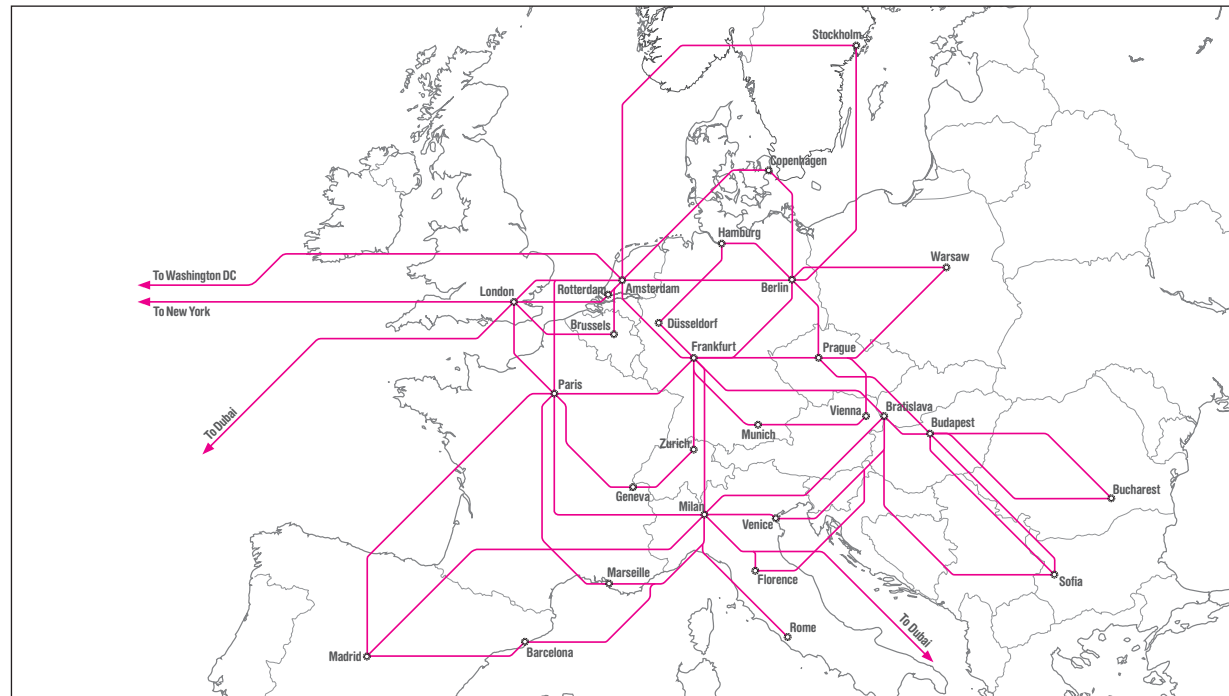 Stockholm
Copenhagen
Hamburg
Warsaw
To Washington DC
Rotterdam
Amsterdam
Berlin
London
To New York
Brussels
Düsseldorf
Frankfurt
Prague
Paris
Vienna
Bratislava
Munich
Budapest
To Dubai
Zurich
Geneva
Bucharest
Milan
Venice
Marseille
Florence
Sofia
Rome
To Dubai
Madrid
Barcelona